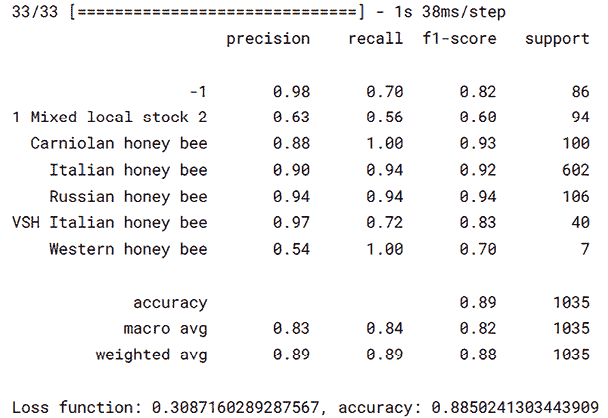 33/33 [==============================] - 1s 38ms/step
precision recall f1-score support
-1 0.98 0.70 0.82 86
1 Mixed local stock 2 0.63 0.56 0.60 94
Carniolan honey bee 0.88 1.00 0.93 100
Italian honey bee 0.90 0.94 0.92 602
Russian honey bee 0.94 0.94 0.94 106
VSH Italian honey bee 0.97 0.72 0.83 40
Western honey bee 0.54 1.00 0.70 7
accuracy 0.89 1035
macro avg 0.83 0.84 0.82 1035
weighted avg 0.89 0.89 0.88 1035
Loss function: 0.3087160289287567, accuracy: 0.8850241303443909